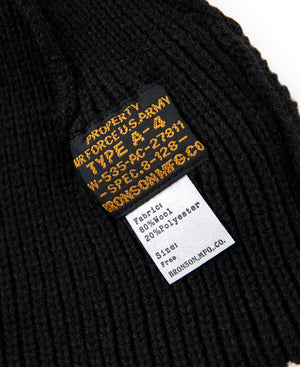 PROPERTY
AIR FORCE U.S. ARMY
TYPE A-4
W-535-AC-27811
-SPEC.8-128-
BRONSON.MFG.CO
Fabric:
80%Wool
20%Polyester
Size:
Free
BRONSON.MFG.CO.